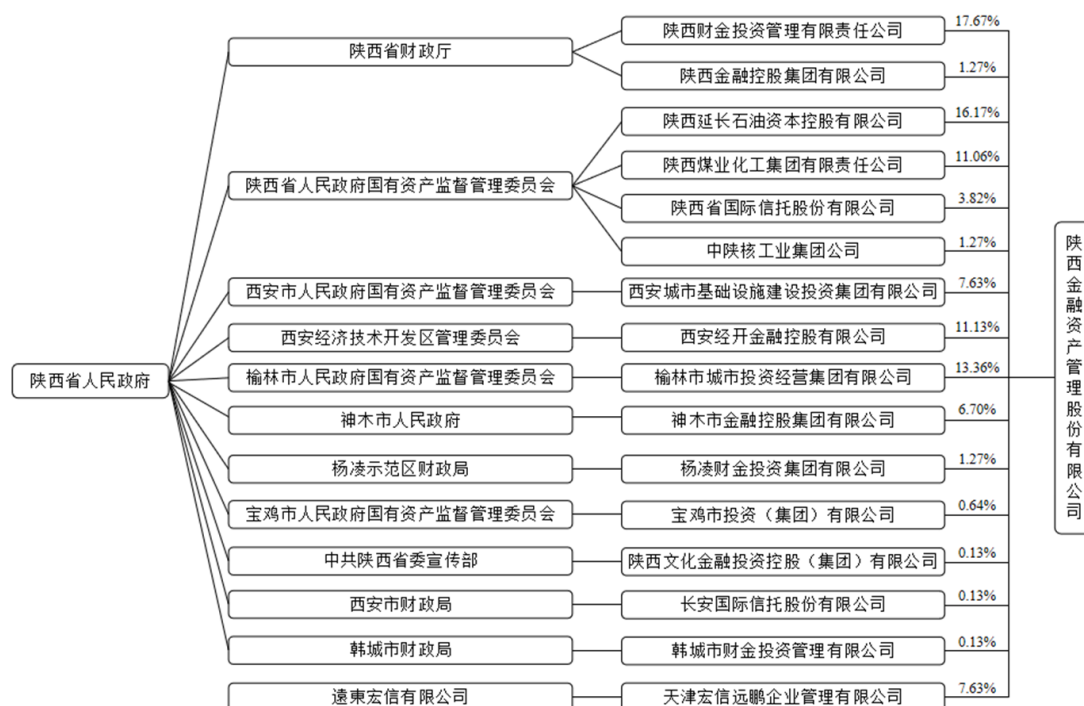 陕西省财政厅
陕西财金投资管理有限责任公司
17.67%
陕西金融控股集团有限公司
1.27%
陕西省人民政府国有资产监督管理委员会
陕西延长石油资本控股有限公司
16.17%
陕西煤业化工集团有限责任公司
11.06%
陕西省国际信托股份有限公司
3.82%
中陕核工业集团公司
1.27%
西安市人民政府国有资产监督管理委员会
西安城市基础设施建设投资集团有限公司
7.63%
西安经济技术开发区管理委员会
西安经开金融控股有限公司
11.13%
陕西省人民政府
榆林市人民政府国有资产监督管理委员会
榆林市城市投资经营集团有限公司
13.36%
陕西金融资产管理股份有限公司
神木市人民政府
神木市金融控股集团有限公司
6.70%
杨凌示范区财政局
杨凌财金投资集团有限公司
1.27%
宝鸡市人民政府国有资产监督管理委员会
宝鸡市投资（集团）有限公司
0.64%
中共陕西省委宣传部
陕西文化金融投资控股（集团）有限公司
0.13%
西安市财政局
长安国际信托股份有限公司
0.13%
韩城市财政局
韩城市财金投资管理有限公司
0.13%
遠東宏信有限公司
天津宏信远鹏企业管理有限公司
7.63%